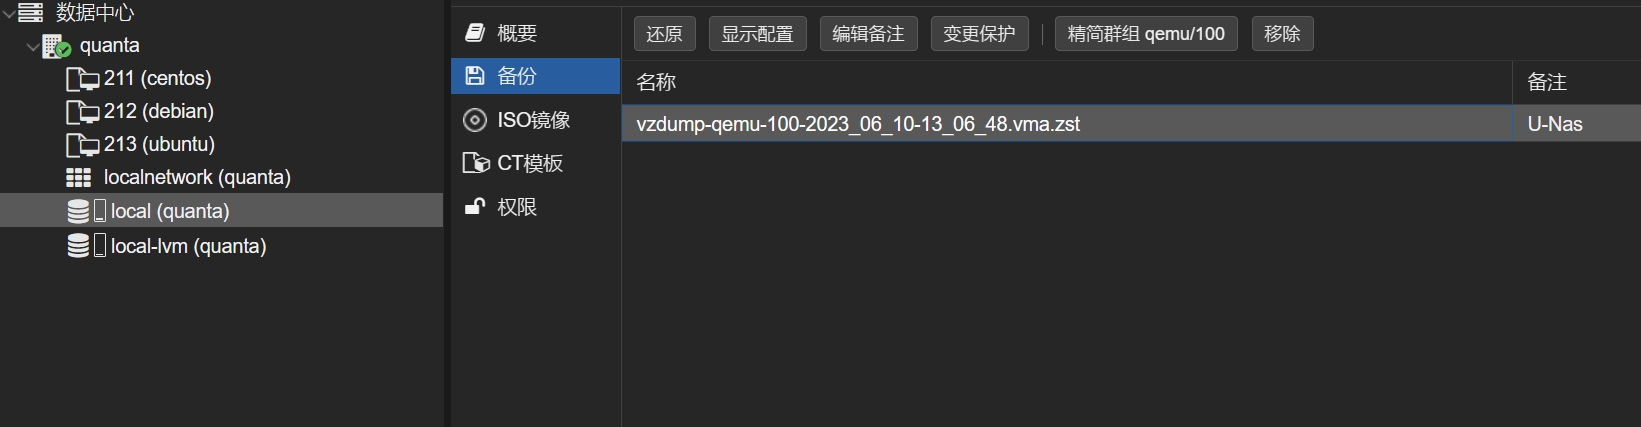 数据中心
quanta
211 (centos)
212 (debian)
213 (ubuntu)
localnetwork (quanta)
local (quanta)
local-lvm (quanta)
概要
备份
ISO镜像
CT模板
权限
还原 显示配置 编辑备注 变更保护 精简群组 qemu/100 移除
名称 备注
vzdump-qemu-100-2023_06_10-13_06_48.vma.zst U-Nas